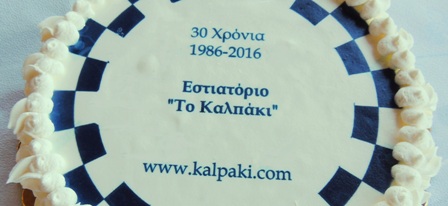 30 Χρόνια
1986-2016
Εστιατόριο
"Το Καλπάκι"
www.kalpaki.com